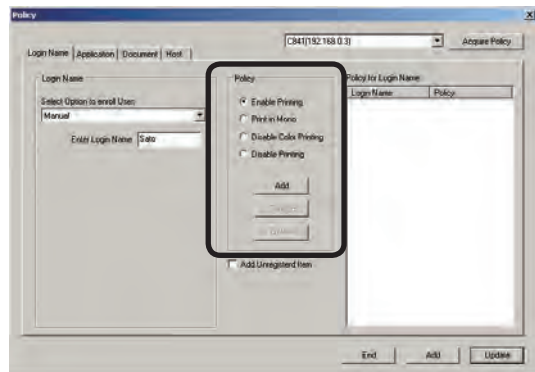 Policy
C841(192.168.0.3)
Acquire Policy
Login Name
Application
Document
Host
Login Name
Select Option to enroll User:
Manual
Enter Login Name
Sato
Policy
Enable Printing
Print in Mono
Disable Color Printing
Disable Printing
Add
Add Unregisterd Item
Policy for Login Name
Login Name
Policy
End
Add
Update